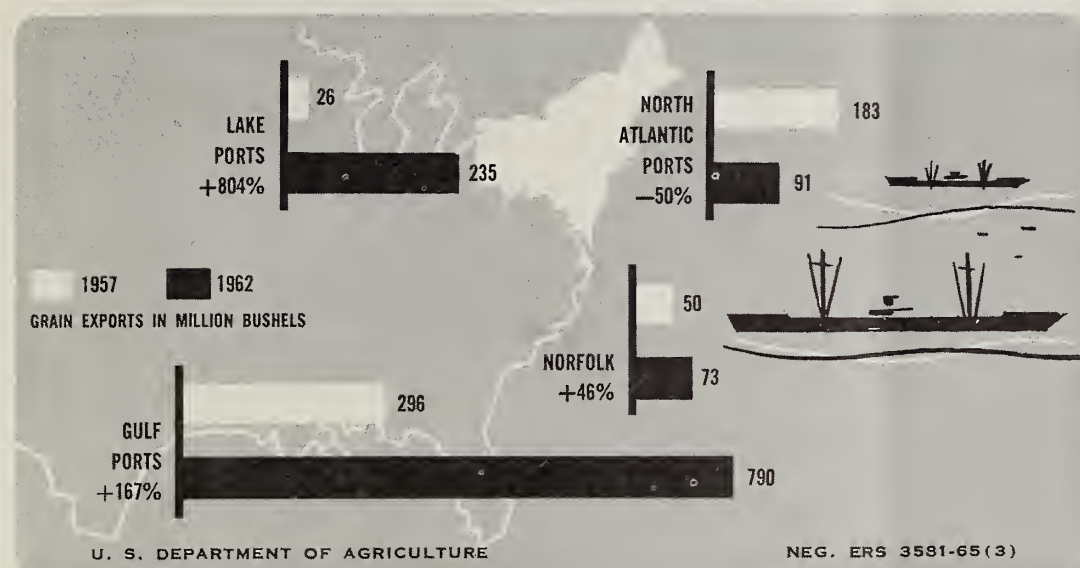 LAKE
PORTS
+804%
26
235
NORTH
ATLANTIC
PORTS
—50%
183
91
1957 1962
GRAIN EXPORTS IN MILLION BUSHELS
NORFOLK
+46%
50
73
GULF
PORTS
+167%
296
790
U. S. DEPARTMENT OF AGRICULTURE
NEG. ERS 3581-65(3)